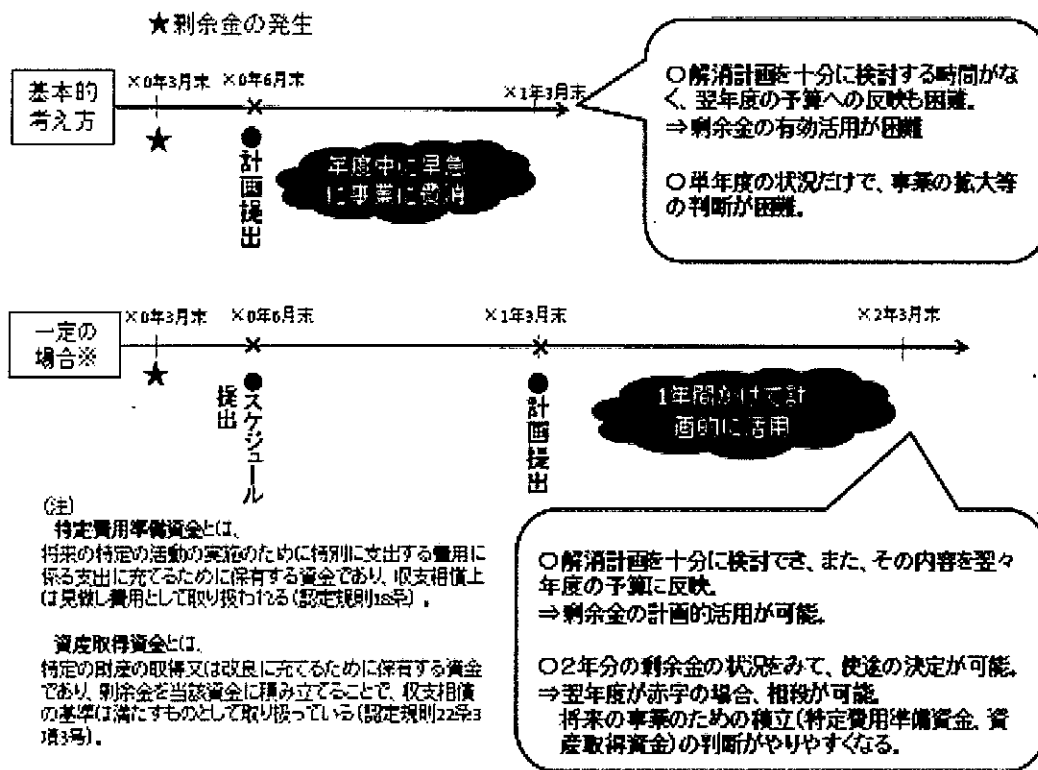 ★剰余金の発生
基本的
考え方
×0年3月末
×0年6月末
×1年3月末
★
●計画提出
年度中に早急
に事業に費消
○解消計画を十分に検討する時間がな
く、翌年度の予算への反映も困難。
⇒剰余金の有効活用が困難
○単年度の状況だけで、事業の拡大等
の判断が困難。
一定の
場合※
×0年3月末
×0年6月末
×1年3月末
×2年3月末
★
●スケジュール
提出
●計画提出
1年間かけて計
画的に活用
(注)
特定費用準備資金とは、
将来の特定の活動の実施のために特別に支出する費用に
係る支出に充てるために保有する資金であり、収支相償上
は見做し費用として取り扱われる(認定規則18条)。
資産取得資金とは、
特定の財産の取得又は改良に充てるために保有する資金
であり、剰余金を当該資金に積み立てることで、収支相償
の基準は満たすものとして取り扱っている(認定規則22条3
項3号)。
○解消計画を十分に検討でき、また、その内容を翌々
年度の予算に反映。
⇒剰余金の計画的活用が可能。
○2年分の剰余金の状況をみて、使途の決定が可能。
⇒翌年度が赤字の場合、相殺が可能。
将来の事業のための積立(特定費用準備資金、資
産取得資金)の判断がやりやすくなる。